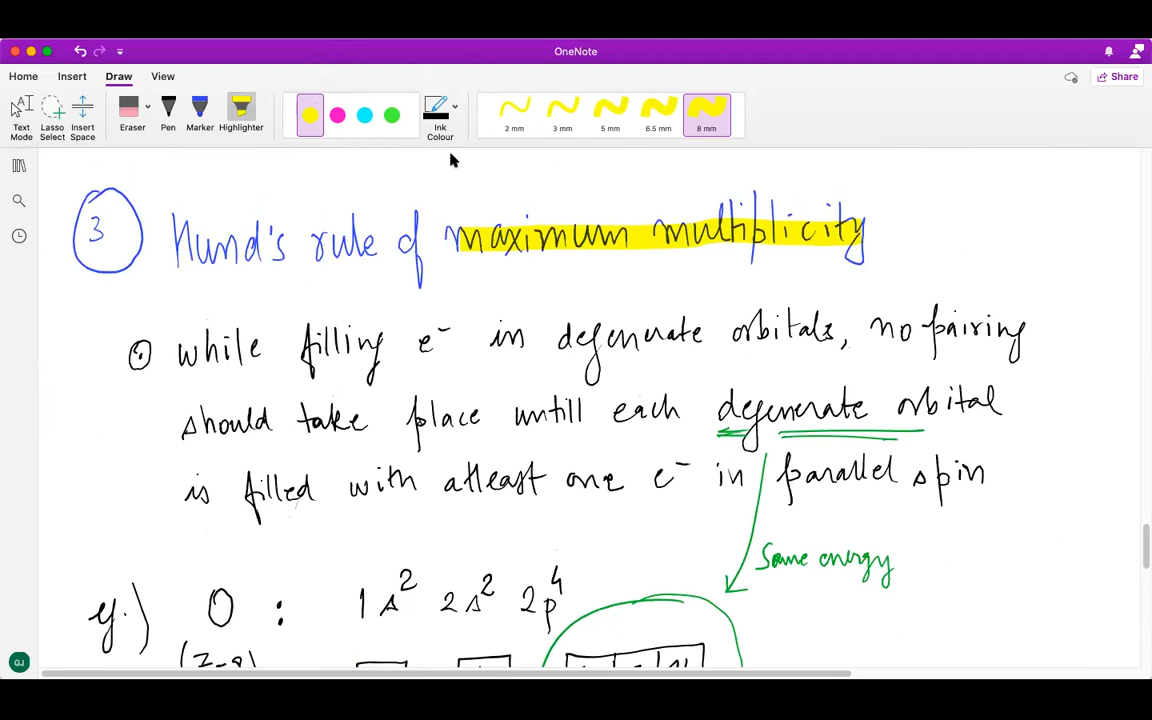 OneNote
Home Insert Draw View
Share
Text Mode
Lasso Select
Insert Space
Eraser
Pen
Marker
Highlighter
Ink Colour
2 mm
3 mm
5 mm
6.5 mm
8 mm
3 Hund's rule of maximum multiplicity
while filling e⁻ in degenerate orbitals, no pairing
should take place untill each degenerate orbital
is filled with atleast one e⁻ in parallel spin
Same energy
eg.) O : 1s² 2s² 2p⁴
GJ